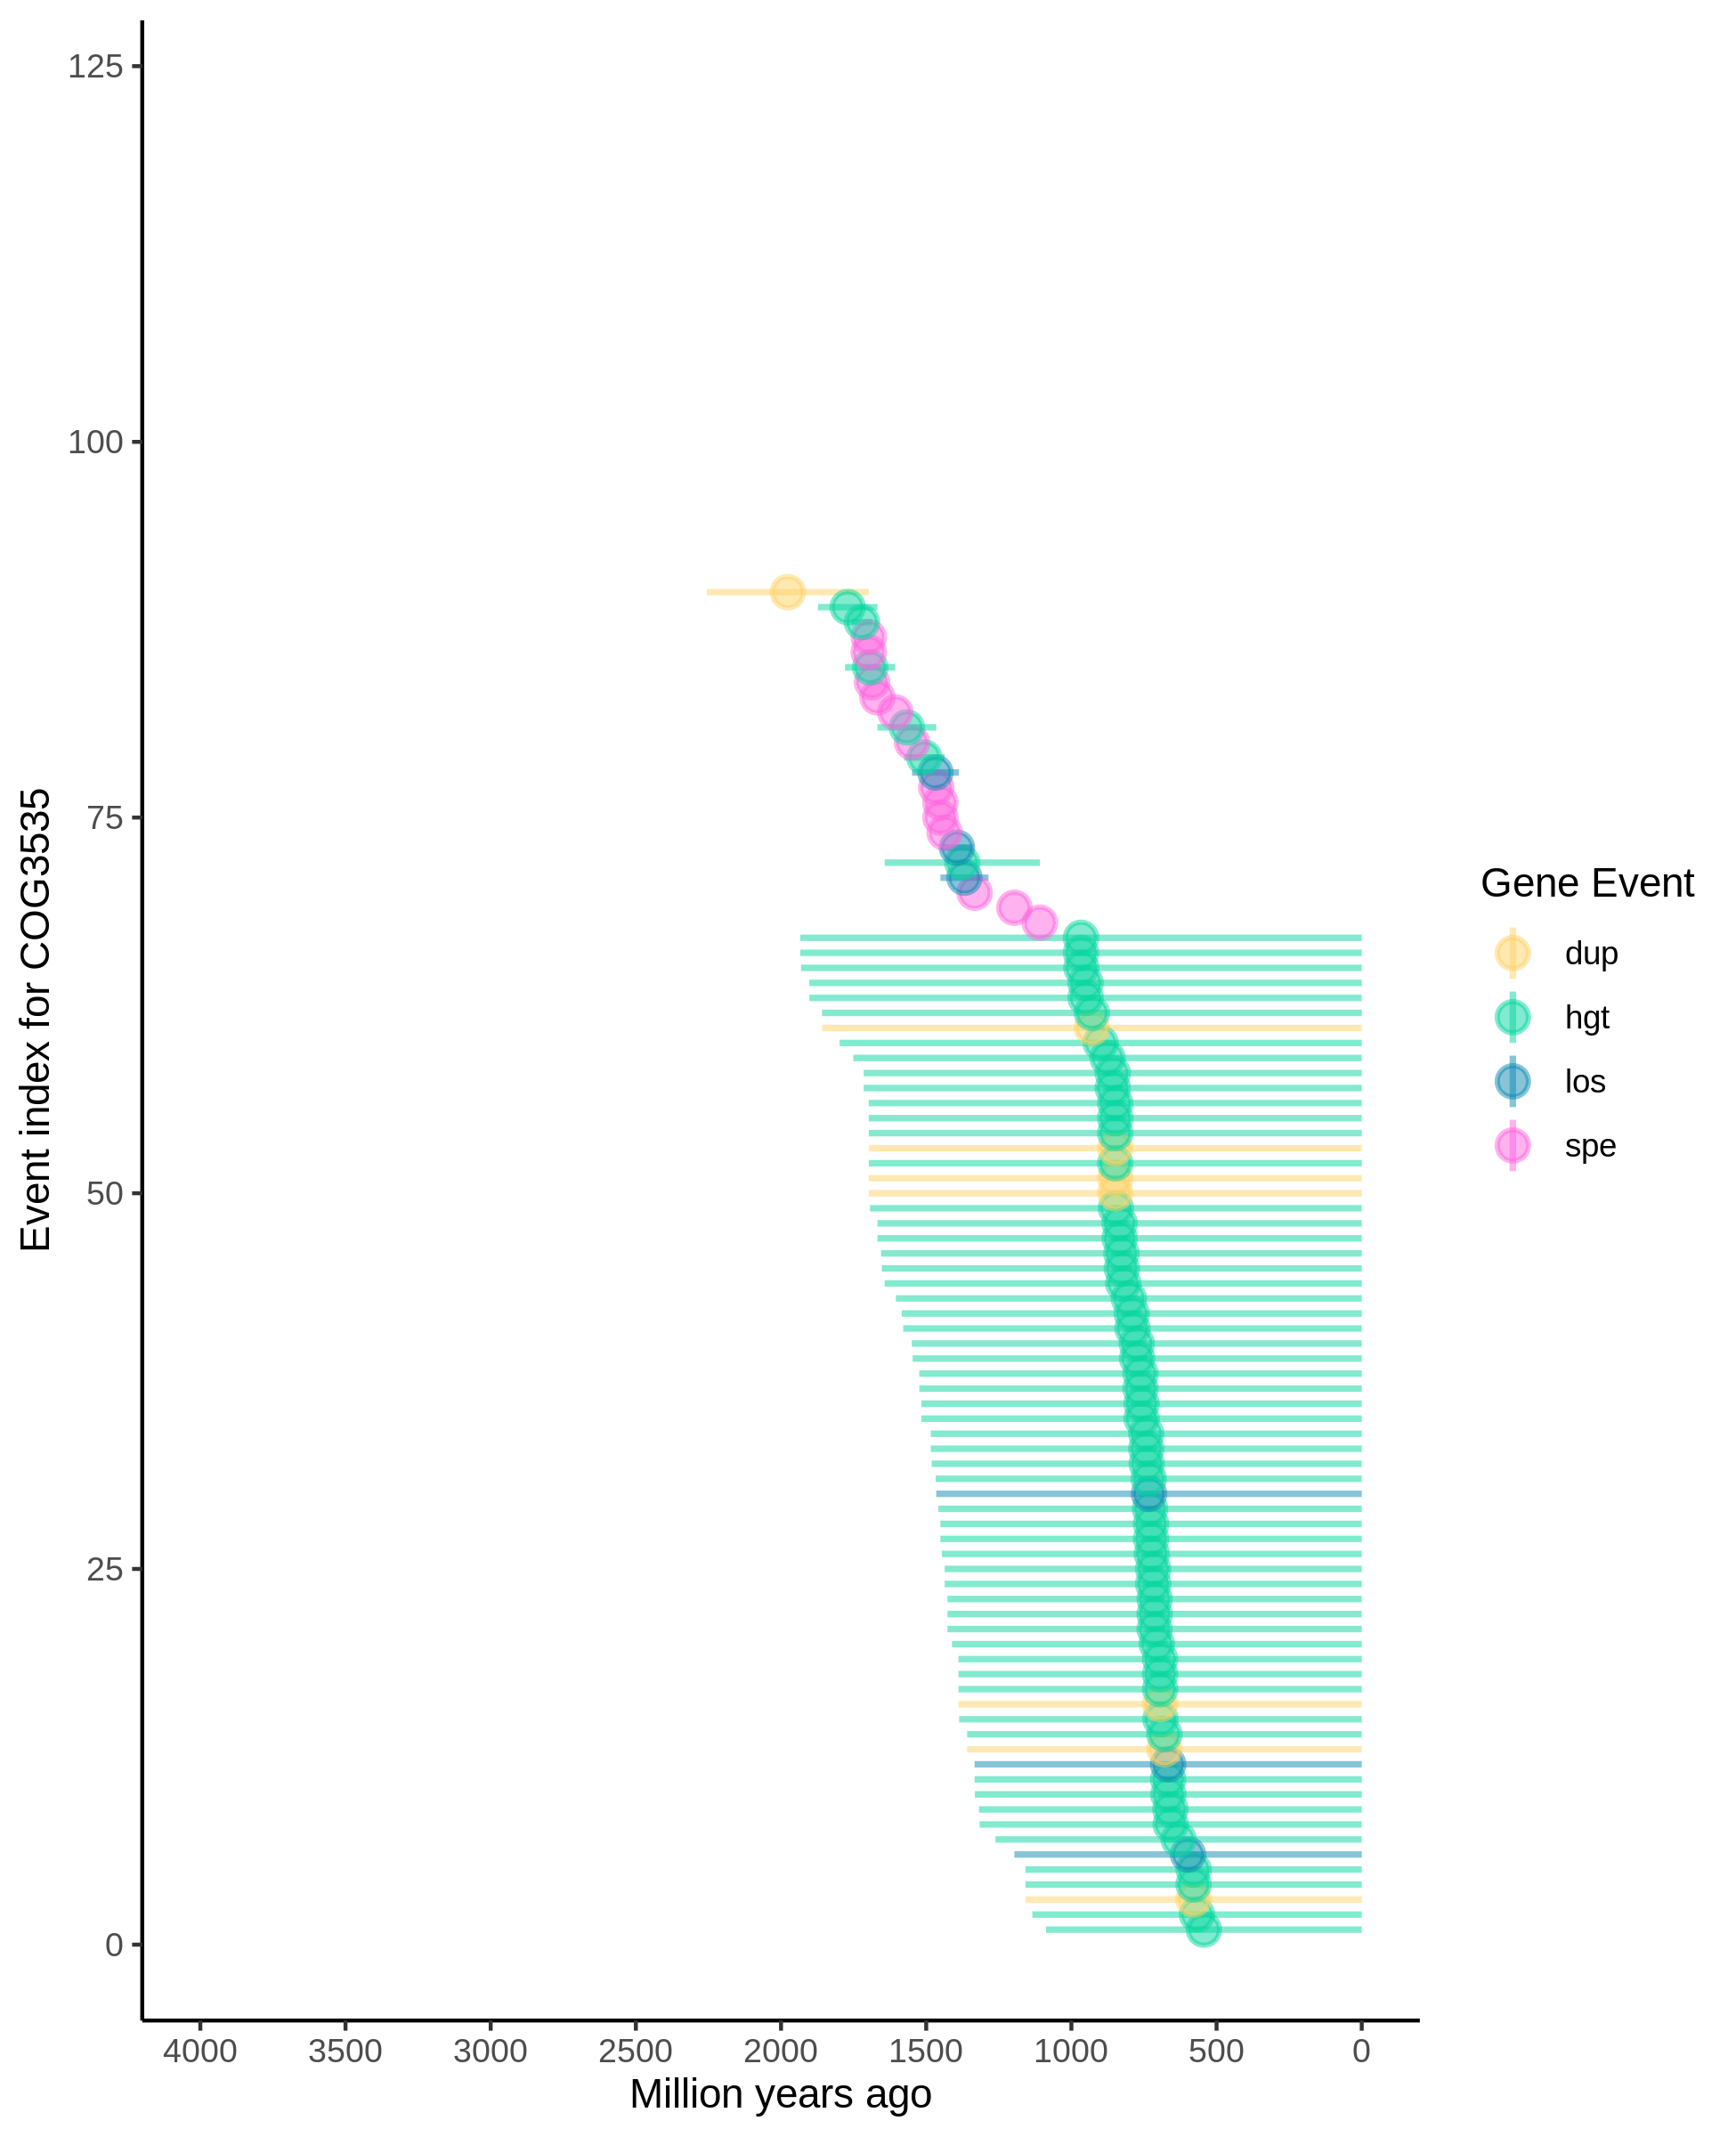 125
100
75
50
25
0
Event index for COG3535
4000 3500 3000 2500 2000 1500 1000 500 0
Million years ago
Gene Event
dup
hgt
los
spe